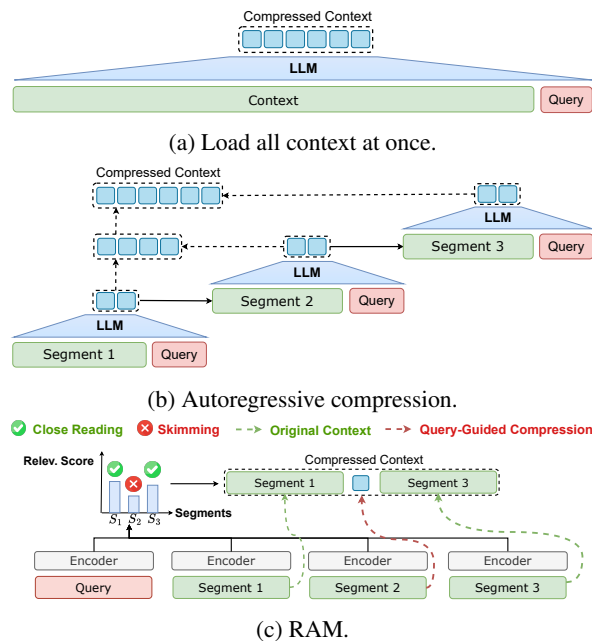 Compressed Context
LLM
Context Query
(a) Load all context at once.
Compressed Context
LLM
Segment 3 Query
LLM
Segment 2 Query
LLM
Segment 1 Query
(b) Autoregressive compression.
Close Reading Skimming Original Context Query-Guided Compression
Relev. Score
Compressed Context
Segment 1 Segment 3
S1 S2 S3 Segments
Encoder Encoder Encoder Encoder
Query Segment 1 Segment 2 Segment 3
(c) RAM.